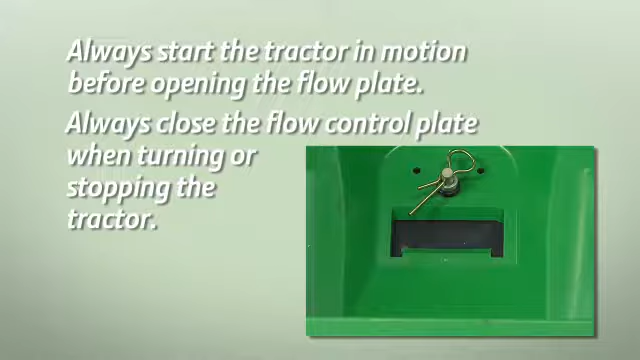 Always start the tractor in motion
before opening the flow plate.
Always close the flow control plate
when turning or
stopping the
tractor.